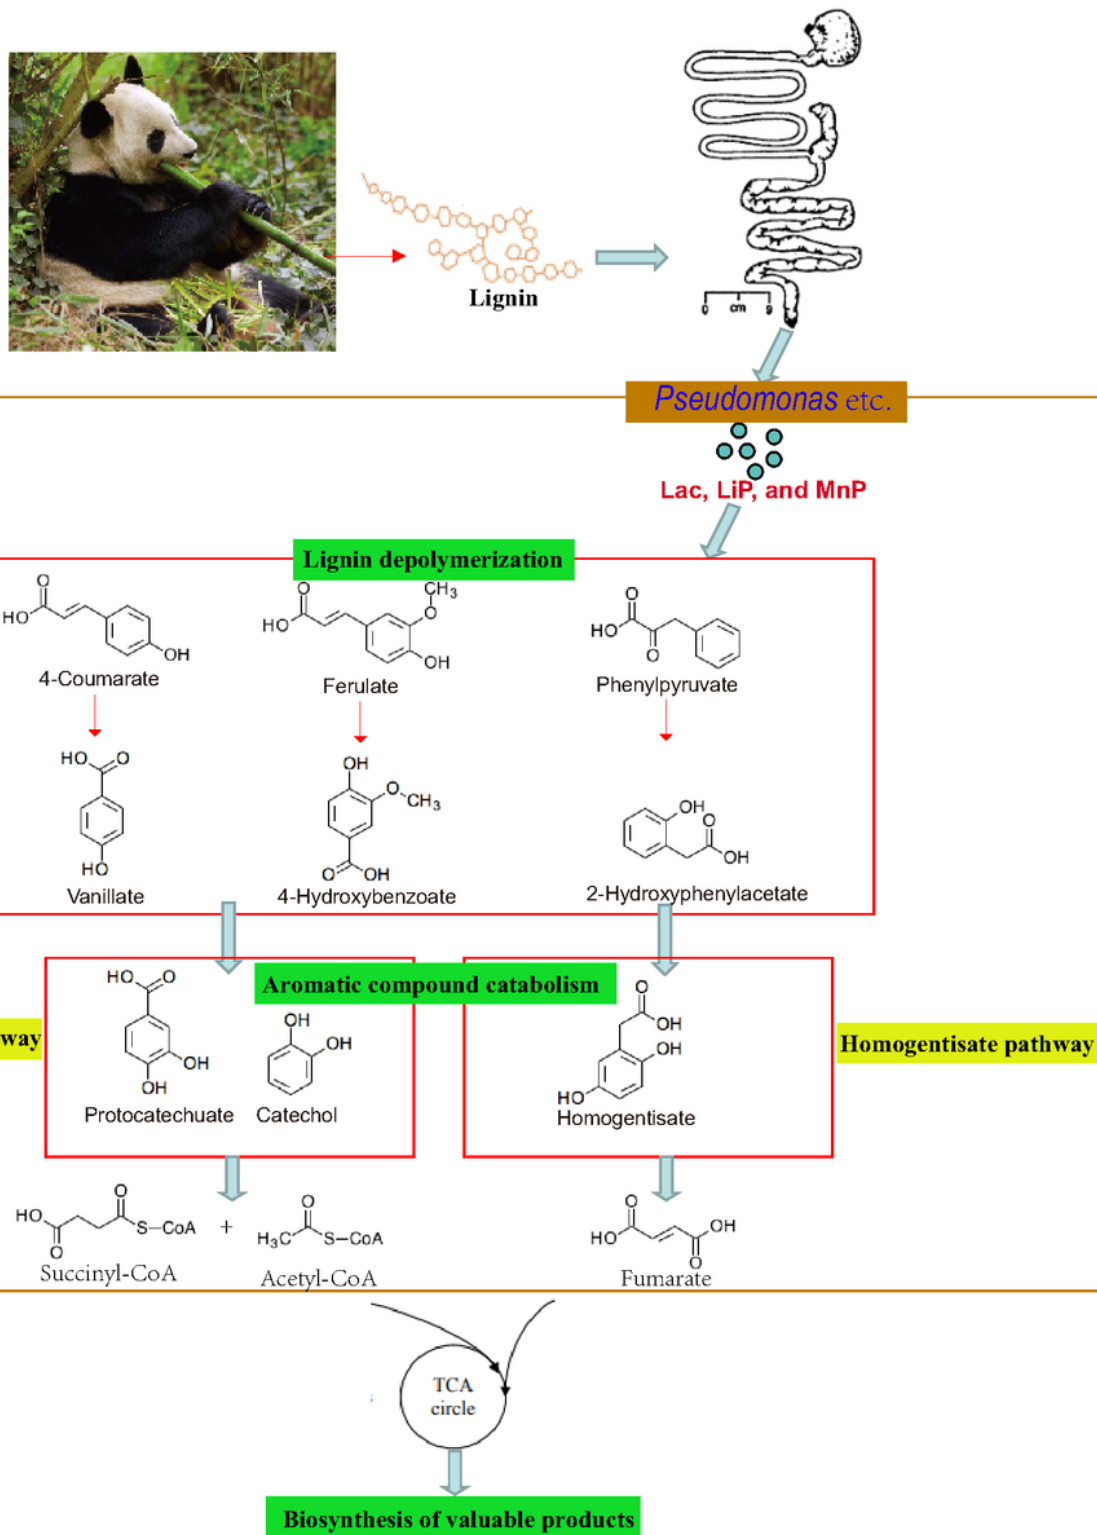 Lignin
0 cm 9
Pseudomonas etc.
Lac, LiP, and MnP
Lignin depolymerization
O
HO
OH
4-Coumarate
O
HO
CH3
O
OH
Ferulate
O
HO
O
Phenylpyruvate
HO
O
HO
Vanillate
OH
O
CH3
O
OH
4-Hydroxybenzoate
OH
O
OH
2-Hydroxyphenylacetate
Aromatic compound catabolism
way
HO
O
OH
OH
Protocatechuate
OH
OH
Catechol
O
OH
OH
HO
Homogentisate
Homogentisate pathway
HO
O
O
S—CoA
Succinyl-CoA
+
O
H3C
S—CoA
Acetyl-CoA
O
HO
OH
O
Fumarate
TCA
circle
Biosynthesis of valuable products